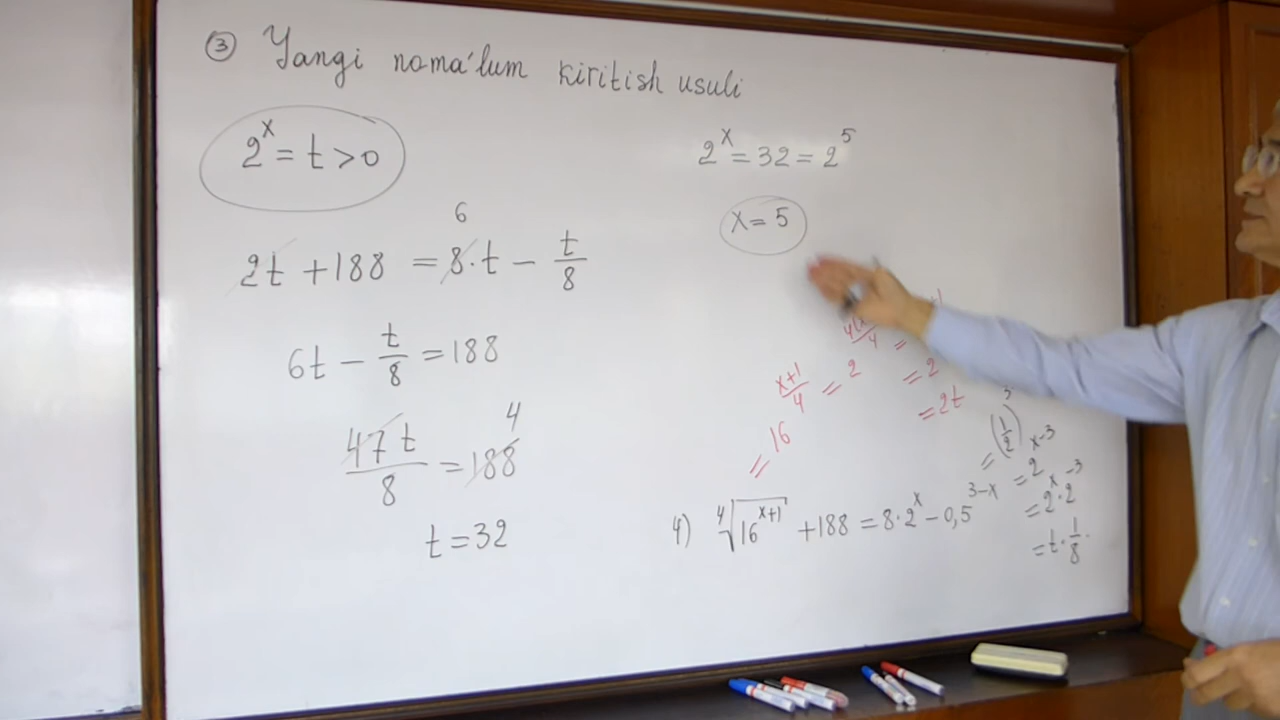 ③ Yangi noma'lum kiritish usuli
2^x = t > 0
2t + 188 = 8·t − t/8
6
6t − t/8 = 188
47t/8 = 188
4
t = 32
2^x = 32 = 2^5
x = 5
= 16^((x+1)/4) = 2
= 2
= 2t
4) ⁴√(16^(x+1)) + 188 = 8·2^x − 0,5^(3−x)
= (1/2)
= 2^(x−3)
= 2^x · 2^(−3)
= t · 1/8.